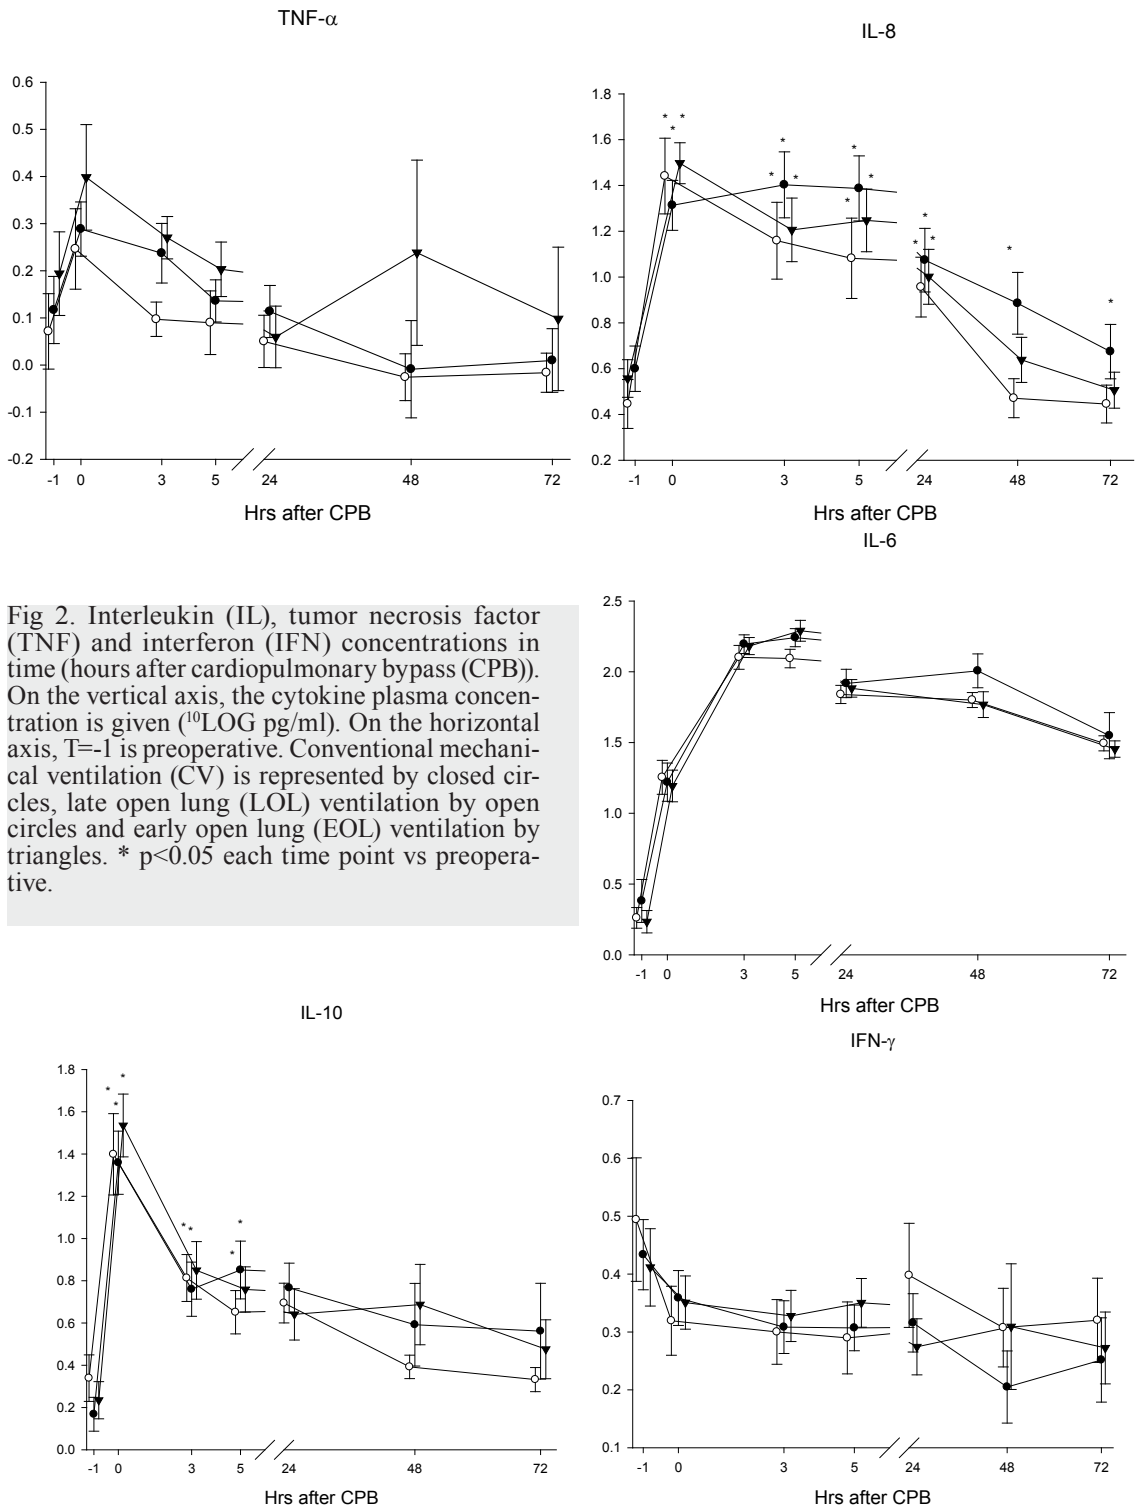 TNF-α
0.6
0.5
0.4
0.3
0.2
0.1
0.0
-0.1
-0.2
-1 0 3 5 24 48 72
Hrs after CPB
IL-8
1.8
* *
*
1.6
*
*
* *
*
1.4
*
*
1.2
* *
*
1.0
*
0.8
0.6
0.4
0.2
-1 0 3 5 24 48 72
Hrs after CPB
Fig 2. Interleukin (IL), tumor necrosis factor
(TNF) and interferon (IFN) concentrations in
time (hours after cardiopulmonary bypass (CPB)).
On the vertical axis, the cytokine plasma concen-
tration is given (¹⁰LOG pg/ml). On the horizontal
axis, T=-1 is preoperative. Conventional mechani-
cal ventilation (CV) is represented by closed cir-
cles, late open lung (LOL) ventilation by open
circles and early open lung (EOL) ventilation by
triangles. * p<0.05 each time point vs preopera-
tive.
IL-6
2.5
2.0
1.5
1.0
0.5
0.0
-1 0 3 5 24 48 72
Hrs after CPB
IL-10
1.8
*
*
*
1.6
1.4
1.2
* * *
1.0
*
0.8
0.6
0.4
0.2
0.0
-1 0 3 5 24 48 72
Hrs after CPB
IFN-γ
0.7
0.6
0.5
0.4
0.3
0.2
0.1
-1 0 3 5 24 48 72
Hrs after CPB